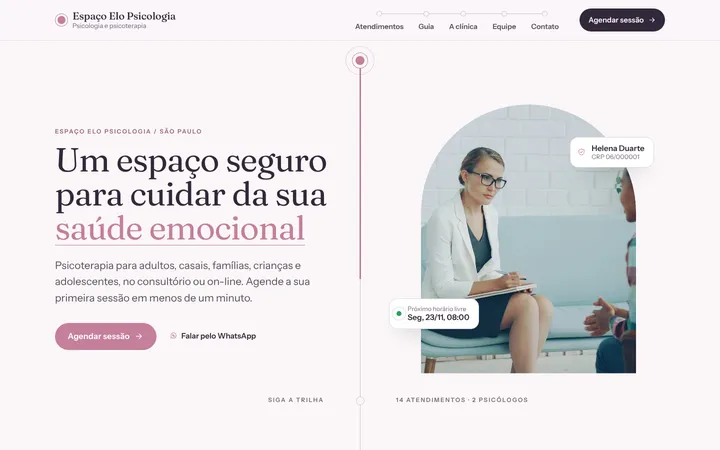 Espaço Elo Psicologia
Psicologia e psicoterapia
Atendimentos
Guia
A clínica
Equipe
Contato
Agendar sessão →
ESPAÇO ELO PSICOLOGIA / SÃO PAULO
Um espaço seguro
para cuidar da sua
saúde emocional
Psicoterapia para adultos, casais, famílias, crianças e
adolescentes, no consultório ou on-line. Agende a sua
primeira sessão em menos de um minuto.
Agendar sessão →
Falar pelo WhatsApp
Helena Duarte
CRP 06/000001
Próximo horário livre
Seg, 23/11, 08:00
SIGA A TRILHA
14 ATENDIMENTOS · 2 PSICÓLOGOS